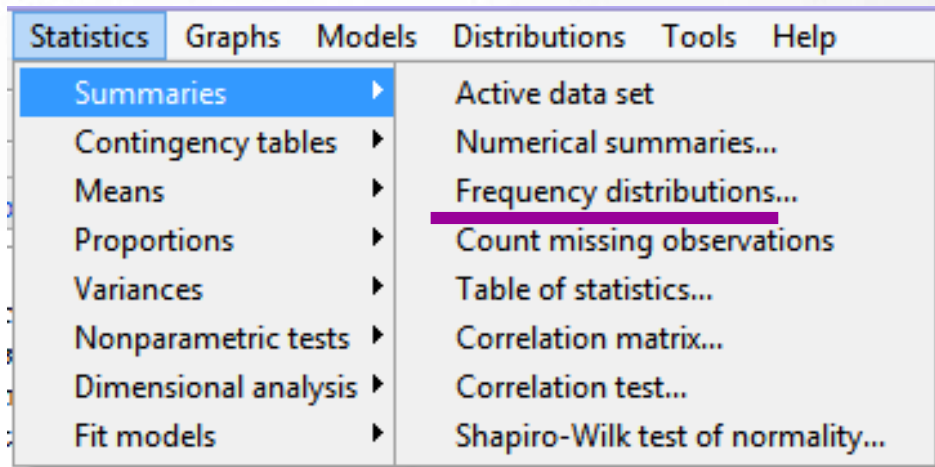 Statistics Graphs Models Distributions Tools Help
Summaries
Contingency tables
Means
Proportions
Variances
Nonparametric tests
Dimensional analysis
Fit models
Active data set
Numerical summaries...
Frequency distributions...
Count missing observations
Table of statistics...
Correlation matrix...
Correlation test...
Shapiro-Wilk test of normality...